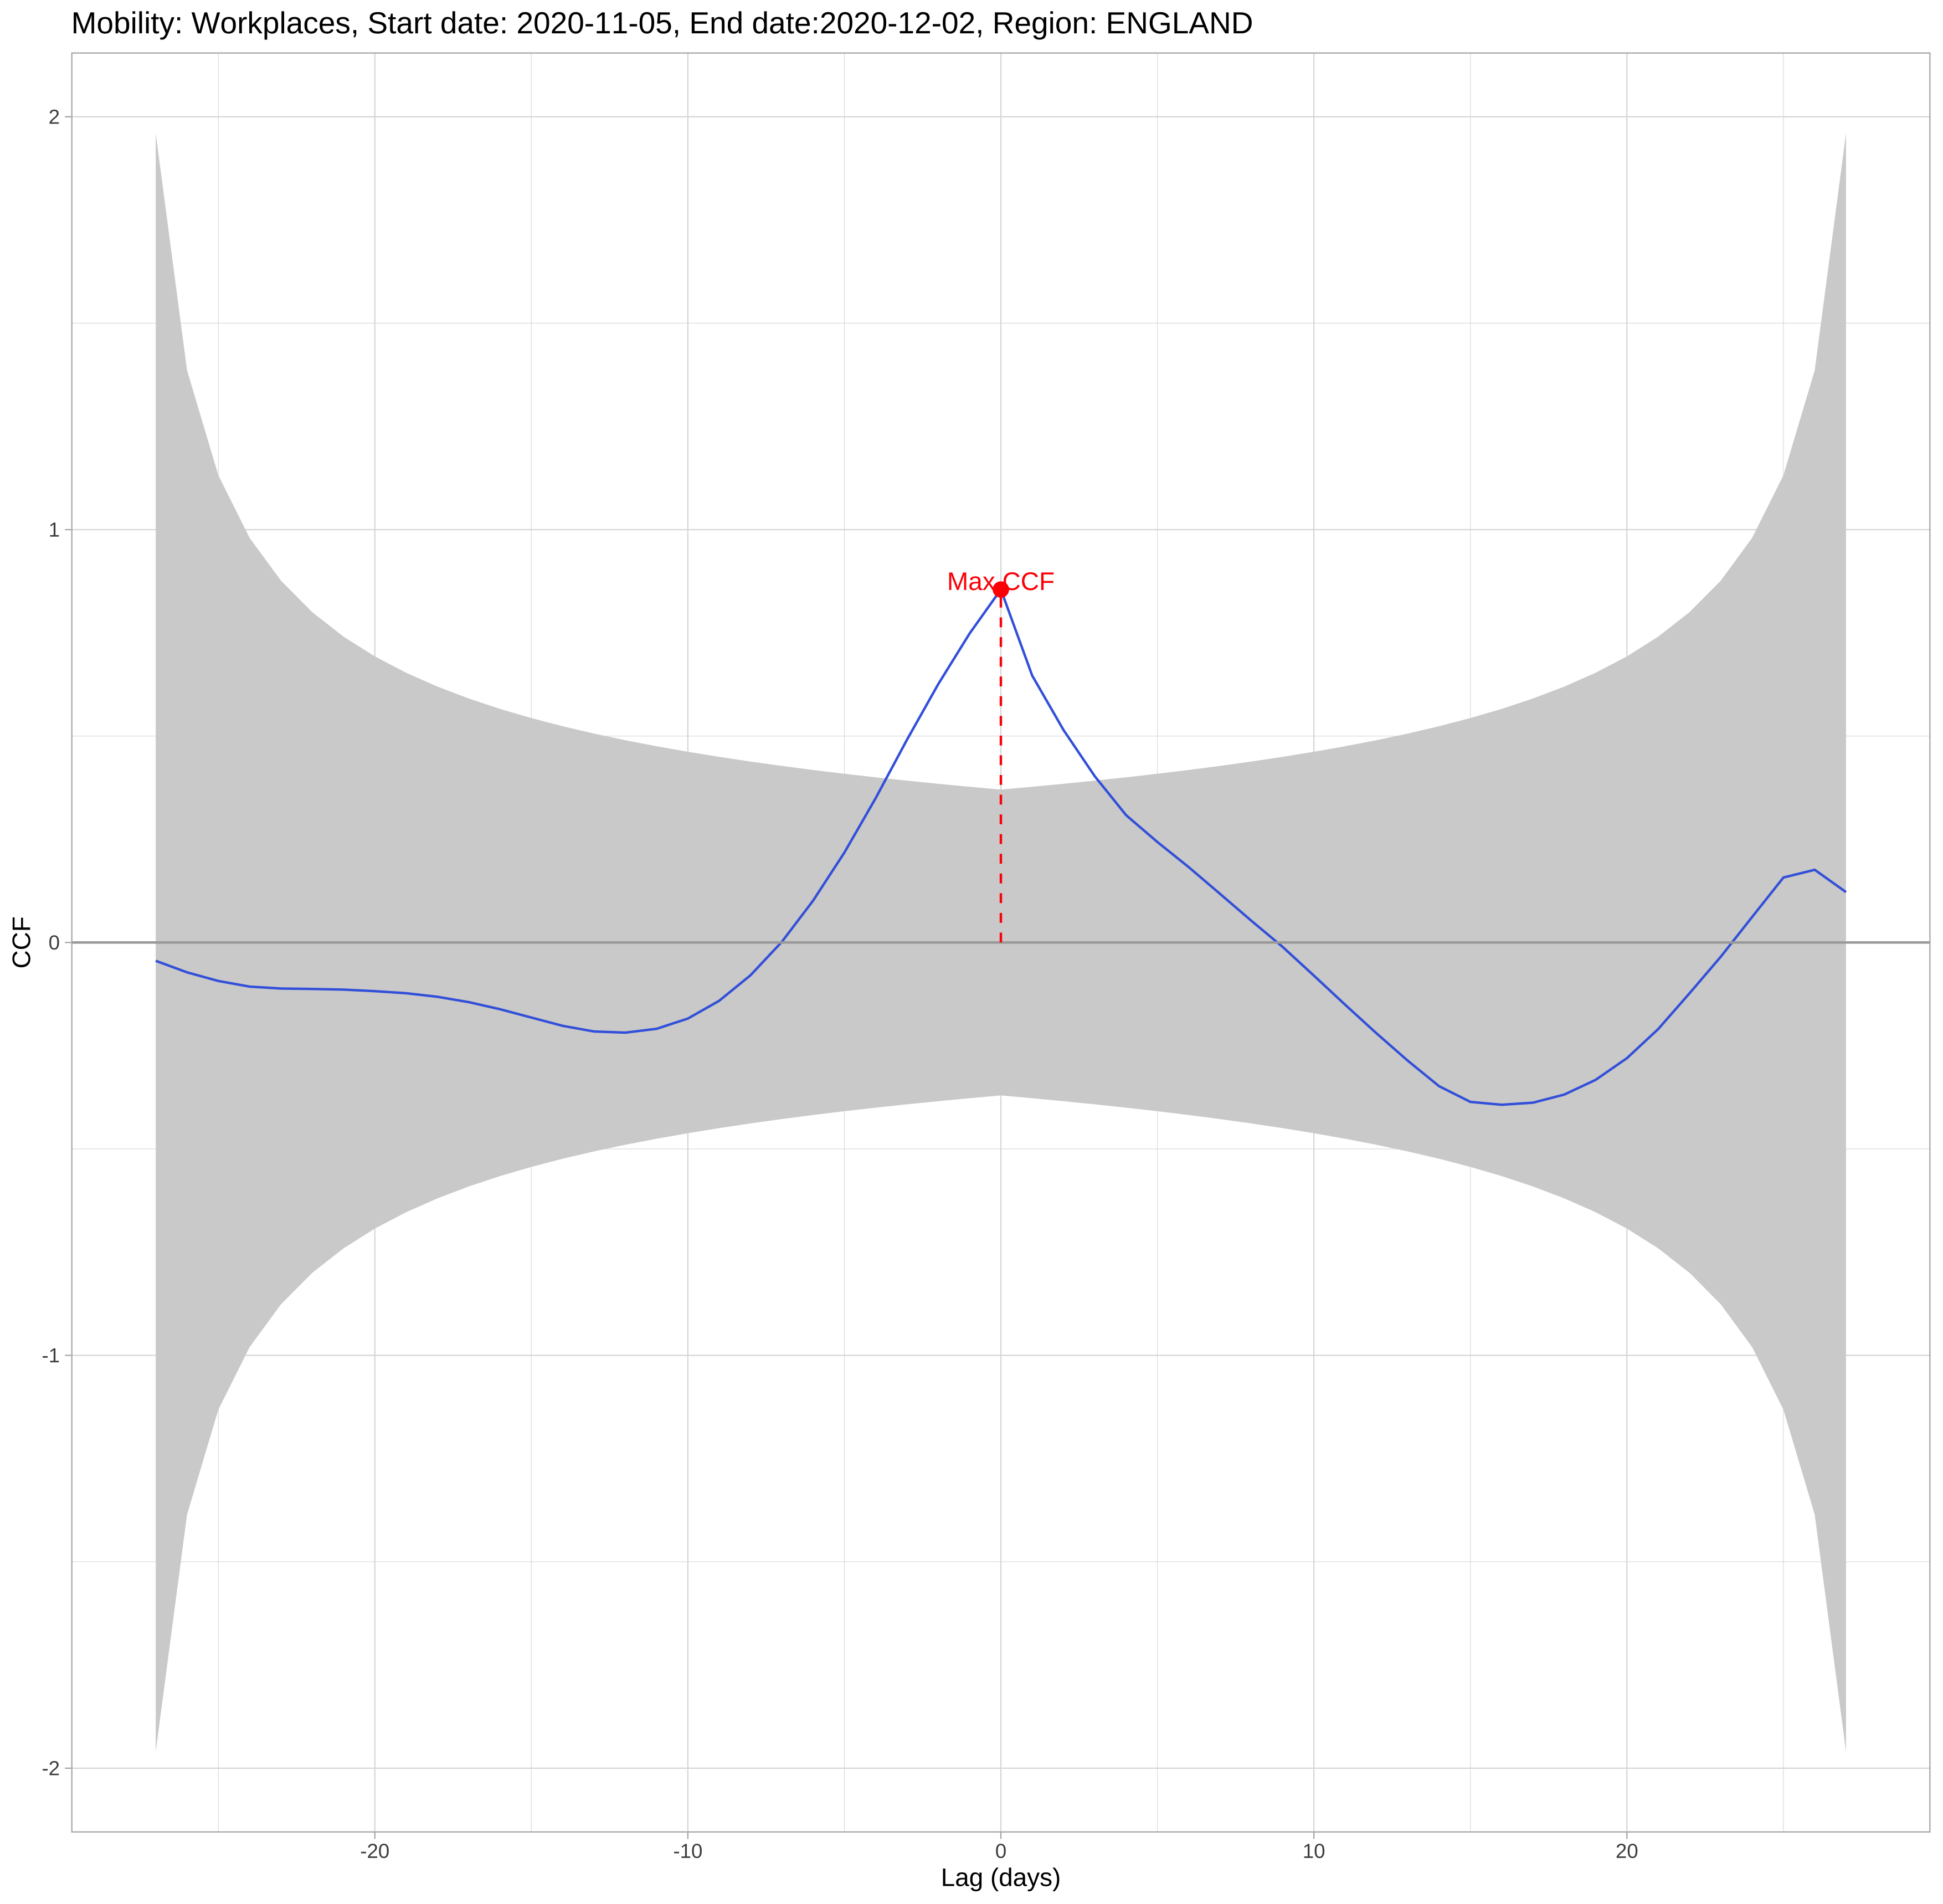 Mobility: Workplaces, Start date: 2020-11-05, End date:2020-12-02, Region: ENGLAND
2
1
Max CCF
CCF
0
-1
-2
-20 -10 0 10 20
Lag (days)